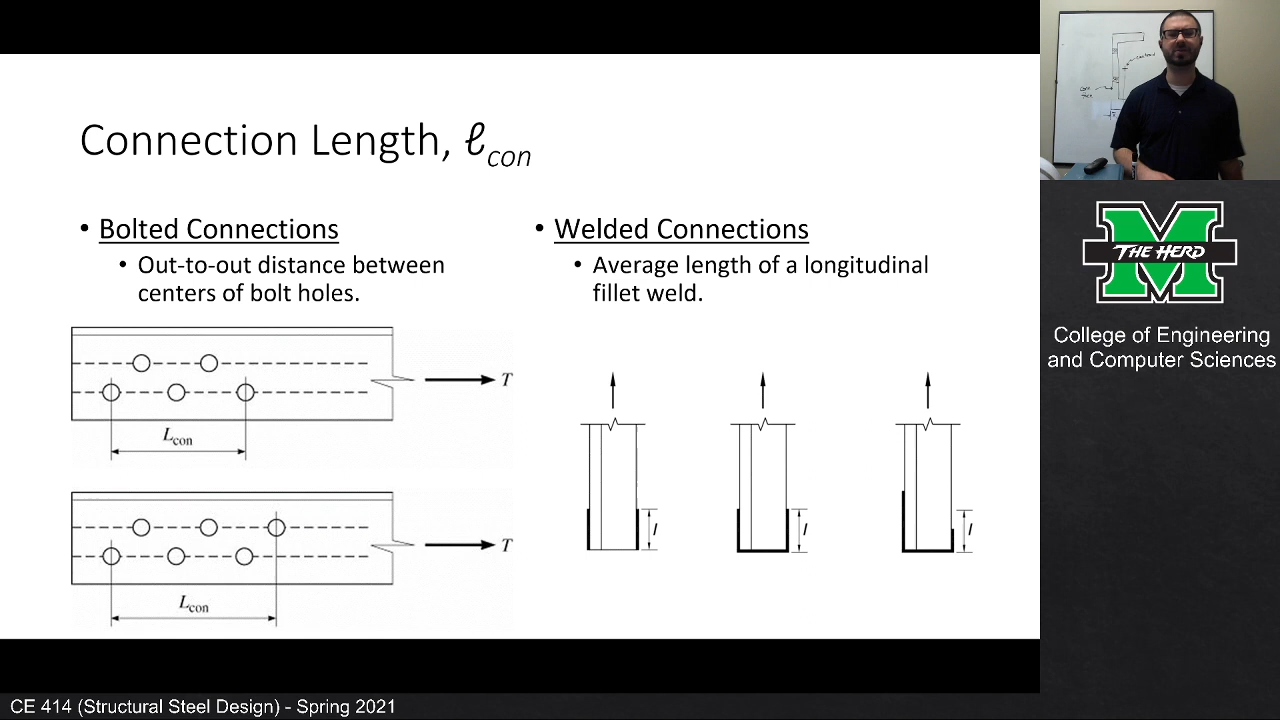 Connection Length, ℓcon
• Bolted Connections
• Out-to-out distance between
centers of bolt holes.
T
Lcon
T
Lcon
• Welded Connections
• Average length of a longitudinal
fillet weld.
l
l
l
M
THE HERD
College of Engineering
and Computer Sciences
CE 414 (Structural Steel Design) - Spring 2021